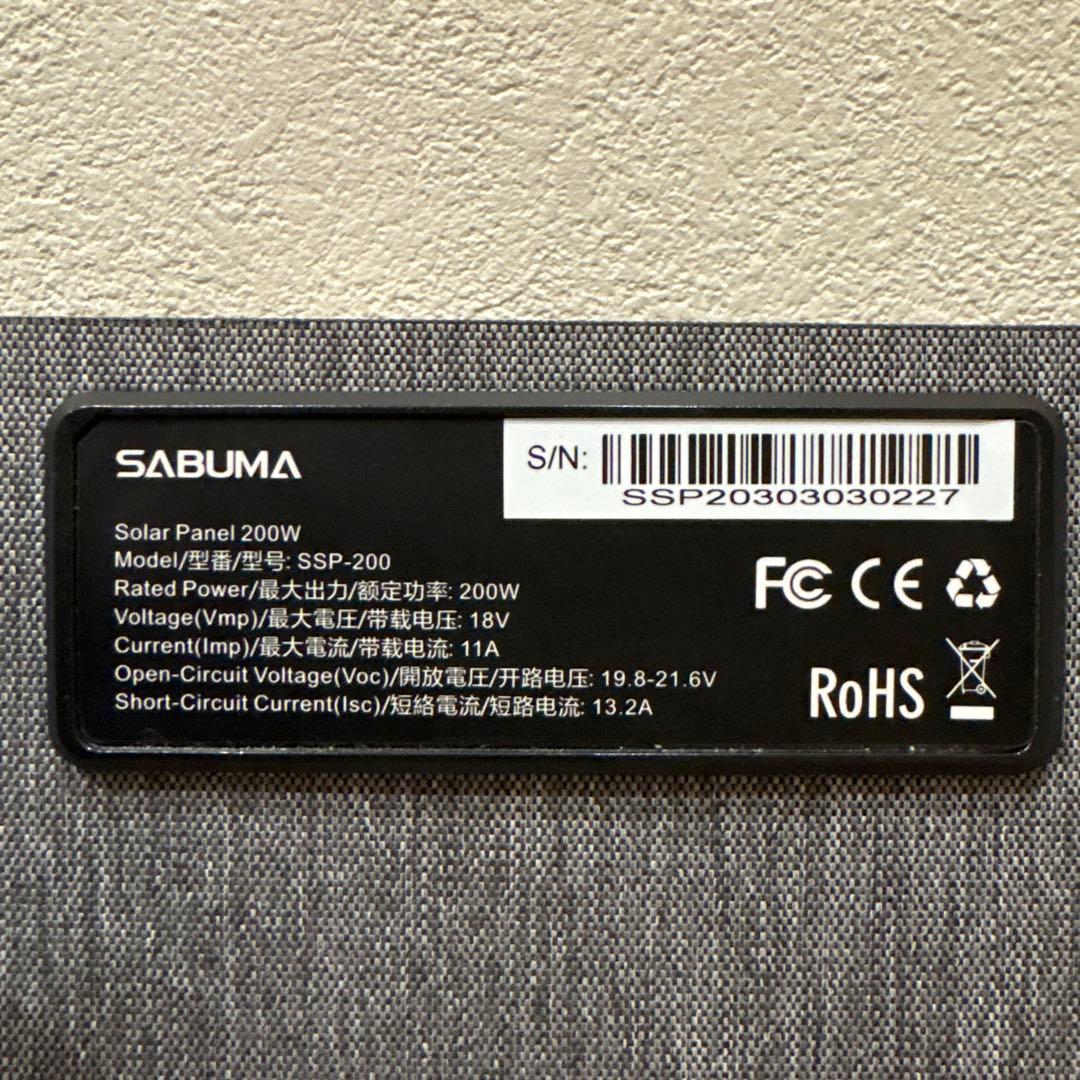 SABUMA
S/N:
SSP20303030227
Solar Panel 200W
Model/型番/型号: SSP-200
Rated Power/最大出力/额定功率: 200W
Voltage(Vmp)/最大電圧/带载电压: 18V
Current(Imp)/最大電流/带载电流: 11A
Open-Circuit Voltage(Voc)/開放電圧/开路电压: 19.8-21.6V
Short-Circuit Current(Isc)/短絡電流/短路电流: 13.2A
FC CE
RoHS